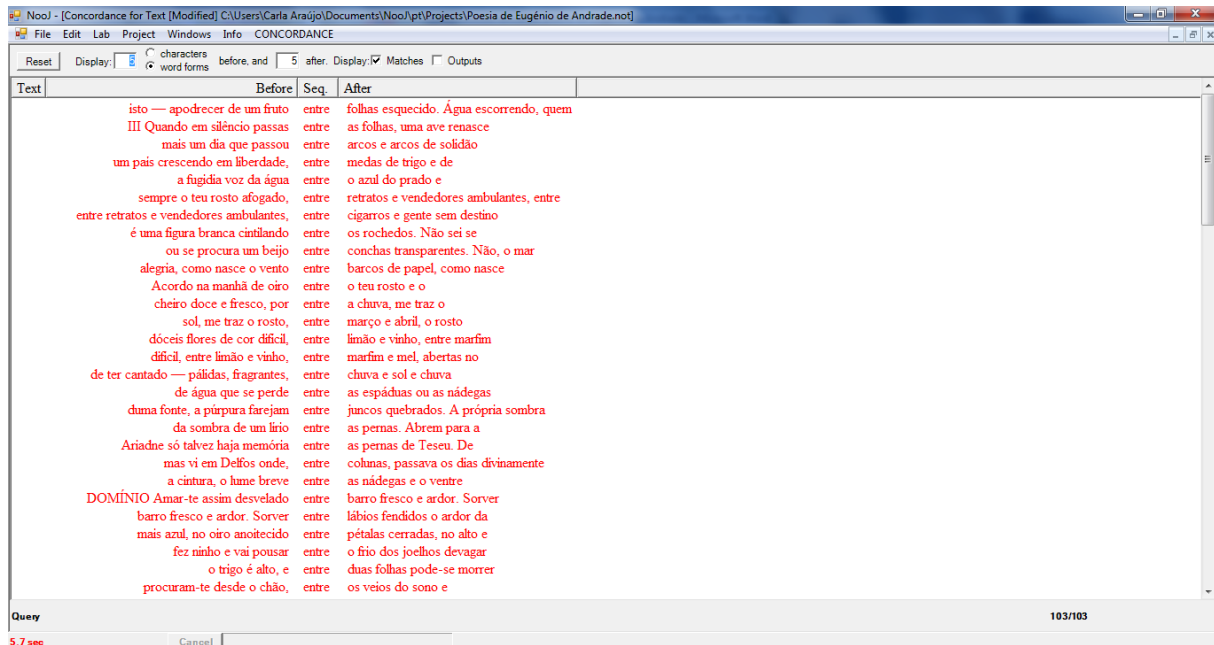 NooJ - [Concordance for Text [Modified] C:\Users\Carla Araújo\Documents\NooJ\pt\Projects\Poesia de Eugénio de Andrade.not]
File Edit Lab Project Windows Info CONCORDANCE
Reset Display: 5 characters word forms before, and 5 after. Display: Matches Outputs
Text Before Seq. After
isto — apodrecer de um fruto entre folhas esquecido. Água escorrendo, quem
III Quando em silêncio passas entre as folhas, uma ave renasce
mais um dia que passou entre arcos e arcos de solidão
um país crescendo em liberdade, entre medas de trigo e de
a fugidia voz da água entre o azul do prado e
sempre o teu rosto afogado, entre retratos e vendedores ambulantes, entre
entre retratos e vendedores ambulantes, entre cigarros e gente sem destino
é uma figura branca cintilando entre os rochedos. Não sei se
ou se procura um beijo entre conchas transparentes. Não, o mar
alegria, como nasce o vento entre barcos de papel, como nasce
Acordo na manhã de oiro entre o teu rosto e o
cheiro doce e fresco, por entre a chuva, me traz o
sol, me traz o rosto, entre março e abril, o rosto
dóceis flores de cor difícil, entre limão e vinho, entre marfim
difícil, entre limão e vinho, entre marfim e mel, abertas no
de ter cantado — pálidas, fragrantes, entre chuva e sol e chuva
de água que se perde entre as espáduas ou as nádegas
duma fonte, a púrpura farejam entre juncos quebrados. A própria sombra
da sombra de um lírio entre as pernas. Abrem para a
Ariadne só talvez haja memória entre as pernas de Teseu. De
mas vi em Delfos onde, entre colunas, passava os dias divinamente
a cintura, o lume breve entre as nádegas e o ventre
DOMÍNIO Amar-te assim desvelado entre barro fresco e ardor. Sorver
barro fresco e ardor. Sorver entre lábios fendidos o ardor da
mais azul, no oiro anoitecido entre pétalas cerradas, no alto e
fez ninho e vai pousar entre o frio dos joelhos devagar
o trigo é alto, e entre duas folhas pode-se morrer
procuram-te desde o chão, entre os veios do sono e
Query 103/103
5,7 sec Cancel